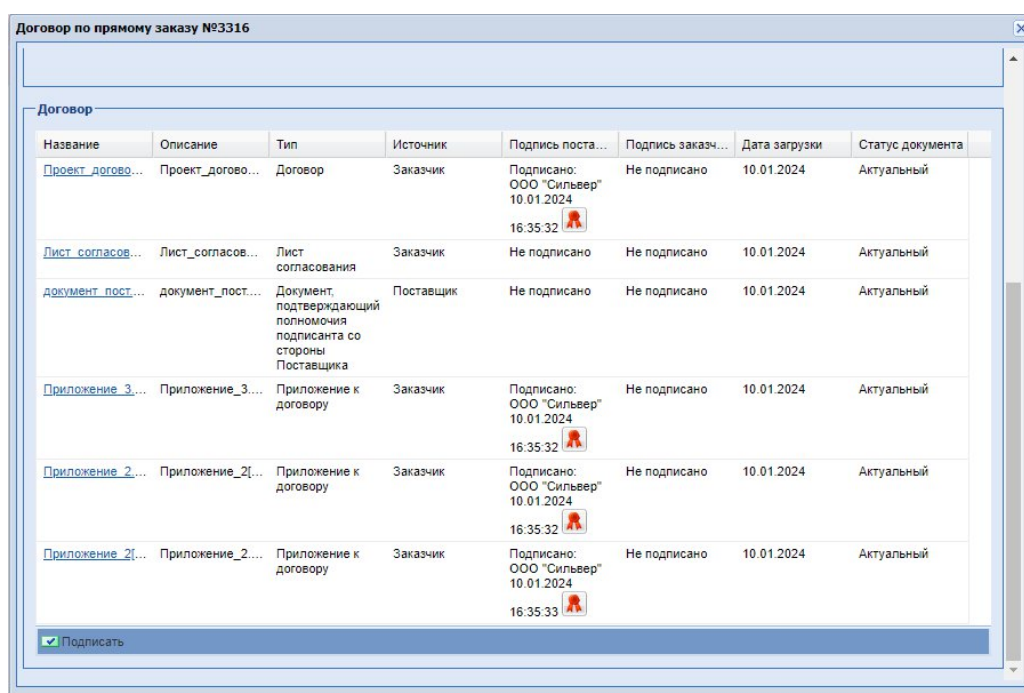 Договор по прямому заказу №3316
Договор
Название Описание Тип Источник Подпись поста... Подпись заказч... Дата загрузки Статус документа
Проект_догово... Проект_догово... Договор Заказчик Подписано: Не подписано 10.01.2024 Актуальный
ООО "Сильвер"
10.01.2024
16:35:32
Лист_согласов... Лист_согласов... Лист Заказчик Не подписано Не подписано 10.01.2024 Актуальный
согласования
документ_пост.... документ_пост.... Документ, Поставщик Не подписано Не подписано 10.01.2024 Актуальный
подтверждающий
полномочия
подписанта со
стороны
Поставщика
Приложение_3.... Приложение_3.... Приложение к Заказчик Подписано: Не подписано 10.01.2024 Актуальный
договору ООО "Сильвер"
10.01.2024
16:35:32
Приложение_2.... Приложение_2[... Приложение к Заказчик Подписано: Не подписано 10.01.2024 Актуальный
договору ООО "Сильвер"
10.01.2024
16:35:32
Приложение_2[... Приложение_2.... Приложение к Заказчик Подписано: Не подписано 10.01.2024 Актуальный
договору ООО "Сильвер"
10.01.2024
16:35:33
Подписать